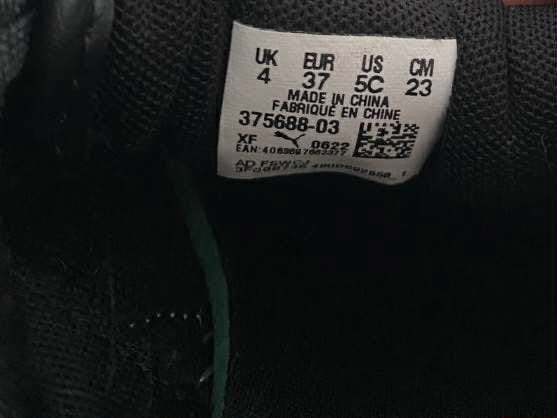 UK EUR US CM
4 37 5C 23
MADE IN CHINA
FABRIQUÉ EN CHINE
375688-03
XF 0622